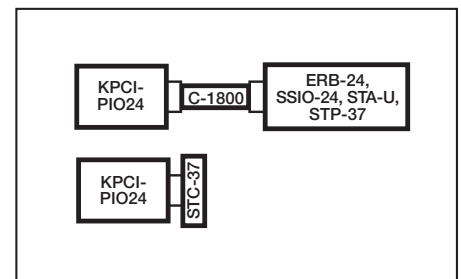 KPCI-
PIO24
C-1800
ERB-24,
SSIO-24, STA-U,
STP-37
KPCI-
PIO24
STC-37